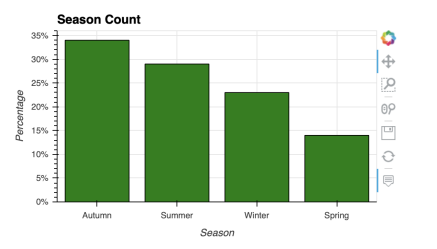 Season Count
35%
30%
25%
20%
15%
10%
5%
0%
Percentage
Autumn Summer Winter Spring
Season